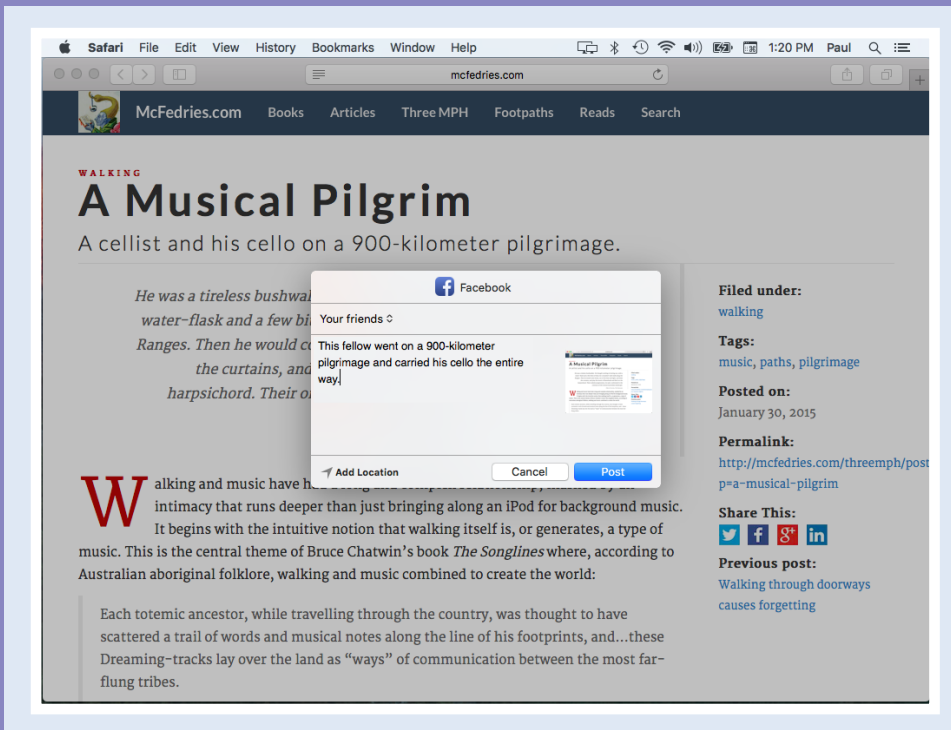 Safari File Edit View History Bookmarks Window Help 1:20 PM Paul
mcfedries.com
McFedries.com Books Articles Three MPH Footpaths Reads Search
WALKING
A Musical Pilgrim
A cellist and his cello on a 900-kilometer pilgrimage.
He was a tireless bushwal
water-flask and a few bi
Ranges. Then he would co
the curtains, and
harpsichord. Their o
Facebook
Your friends
This fellow went on a 900-kilometer
pilgrimage and carried his cello the entire
way.
Add Location Cancel Post
Walking and music have
intimacy that runs deeper than just bringing along an iPod for background music.
It begins with the intuitive notion that walking itself is, or generates, a type of
music. This is the central theme of Bruce Chatwin's book The Songlines where, according to
Australian aboriginal folklore, walking and music combined to create the world:
Each totemic ancestor, while travelling through the country, was thought to have
scattered a trail of words and musical notes along the line of his footprints, and…these
Dreaming-tracks lay over the land as “ways” of communication between the most far-
flung tribes.
Filed under:
walking
Tags:
music, paths, pilgrimage
Posted on:
January 30, 2015
Permalink:
http://mcfedries.com/threemph/post
p=a-musical-pilgrim
Share This:
Previous post:
Walking through doorways
causes forgetting